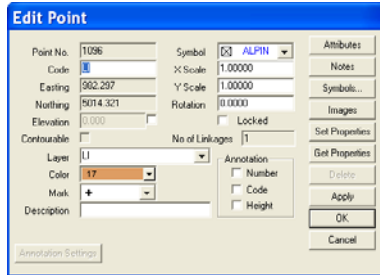 Edit Point
Point No. 1096 Symbol ALPIN Attributes
Code LI X Scale 1.00000 Notes
Easting 982.297 Y Scale 1.00000 Symbols...
Northing 5014.321 Rotation 0.0000 Images
Elevation 0.000 Locked
Contourable No of Linkages 1 Set Properties
Layer LI Annotation Get Properties
Color 17 Number Delete
Mark + Code Apply
Description Height OK
Annotation Settings Cancel